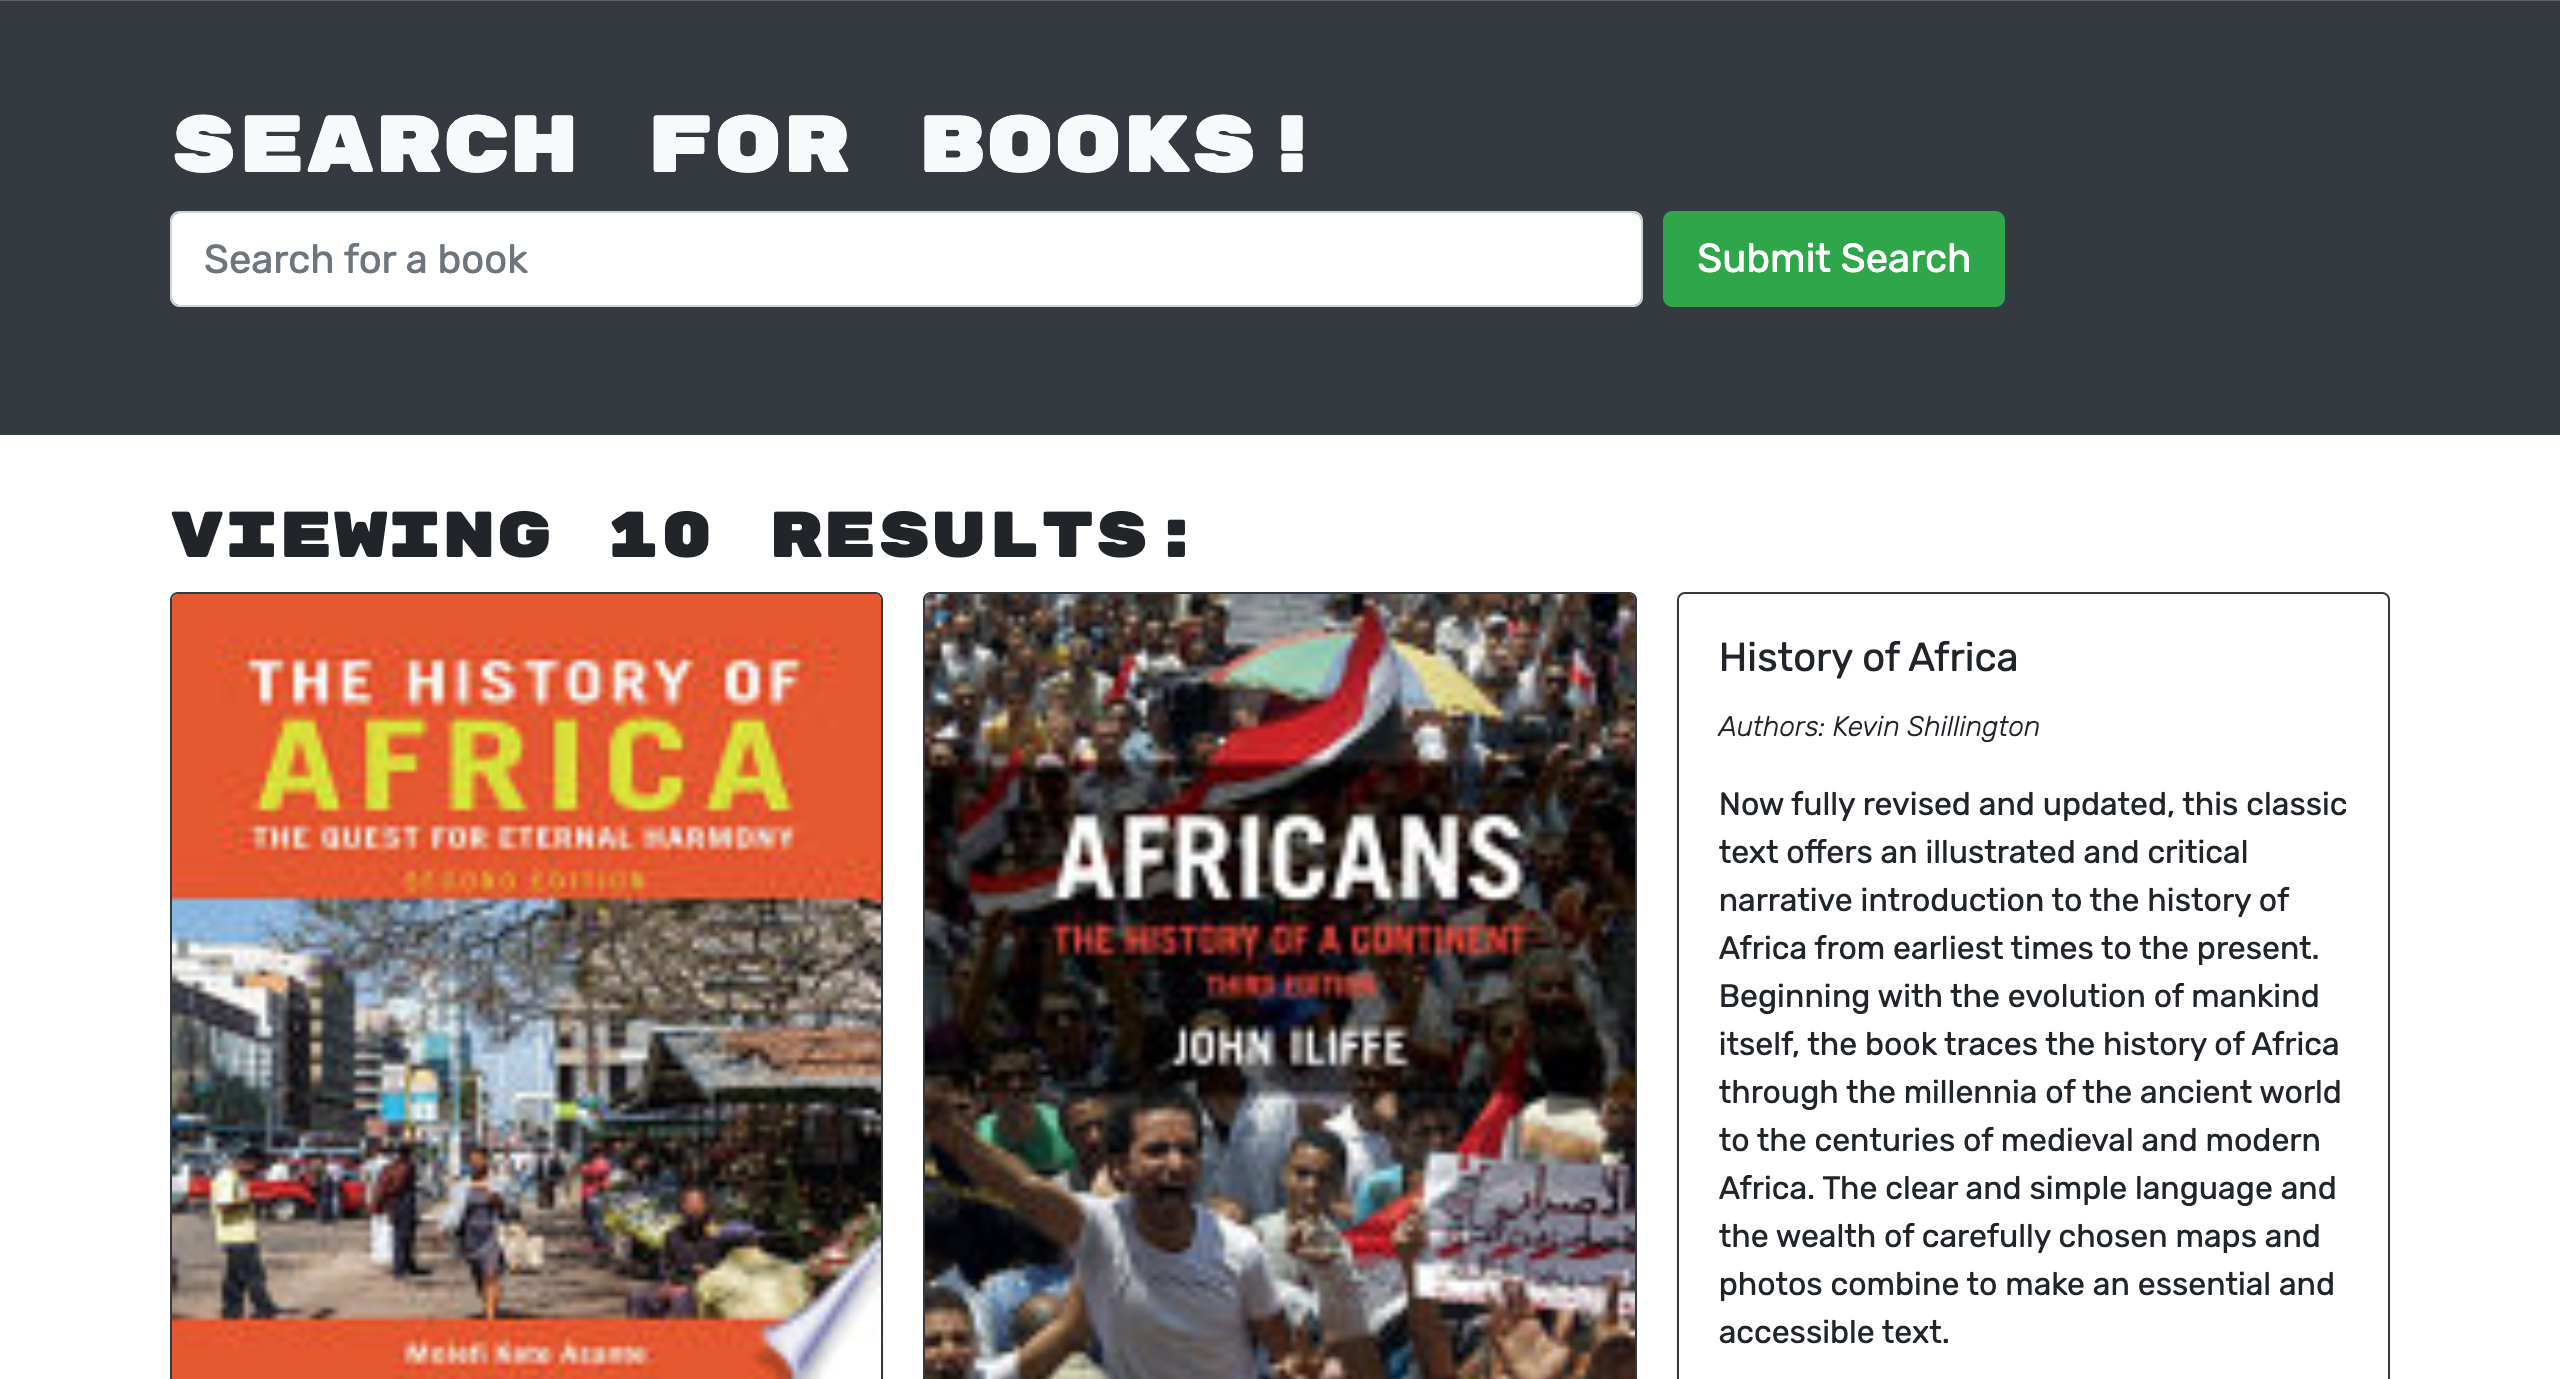 SEARCH FOR BOOKS!
Search for a book
Submit Search
VIEWING 10 RESULTS:
THE HISTORY OF
AFRICA
THE QUEST FOR ETERNAL HARMONY
SECOND EDITION
Molefi Kete Asante
AFRICANS
THE HISTORY OF A CONTINENT
THIRD EDITION
JOHN ILIFFE
History of Africa
Authors: Kevin Shillington
Now fully revised and updated, this classic
text offers an illustrated and critical
narrative introduction to the history of
Africa from earliest times to the present.
Beginning with the evolution of mankind
itself, the book traces the history of Africa
through the millennia of the ancient world
to the centuries of medieval and modern
Africa. The clear and simple language and
the wealth of carefully chosen maps and
photos combine to make an essential and
accessible text.